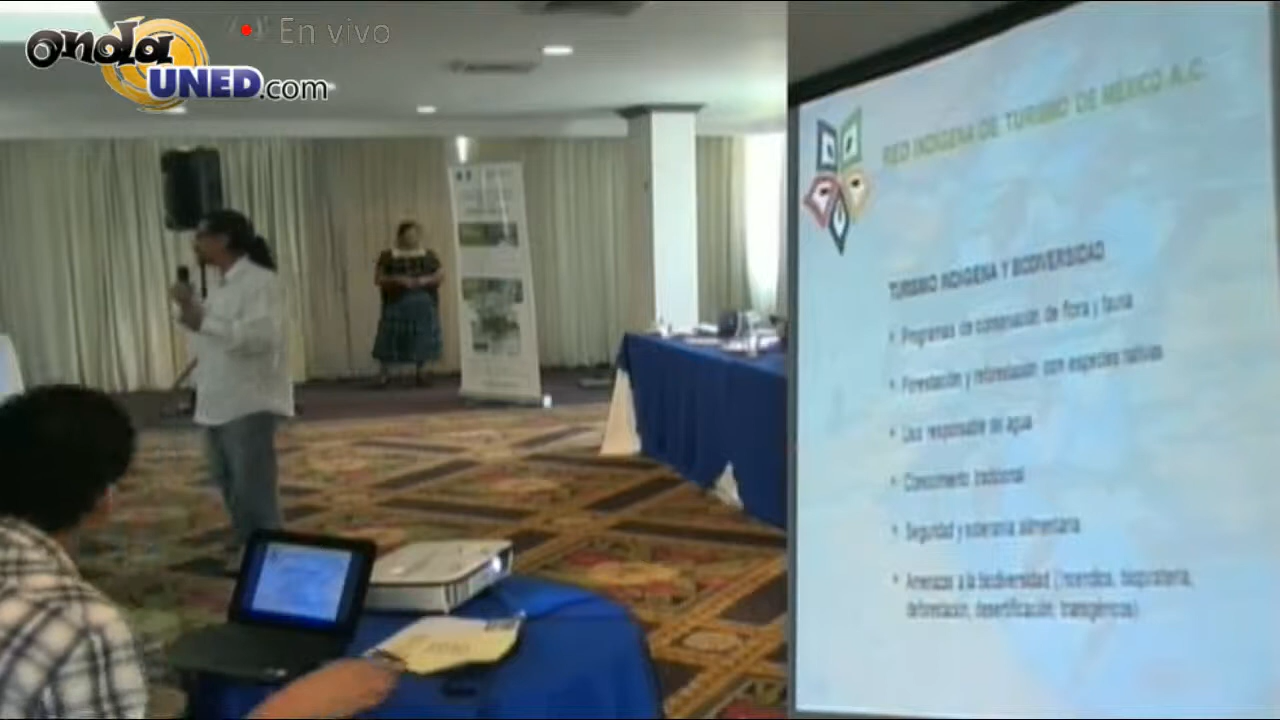 onda
UNED.com
En vivo
RED INDIGENA DE TURISMO DE MÉXICO A.C.
TURISMO INDIGENA Y BIODIVERSIDAD
Programas de conservación de flora y fauna
Forestación y reforestación con especies nativas
Uso responsable de agua
Conocimiento tradicional
Seguridad y soberanía alimentaria
Amenazas a la biodiversidad (incendios, biopiratería,
deforestación, desertificación, transgénicos)